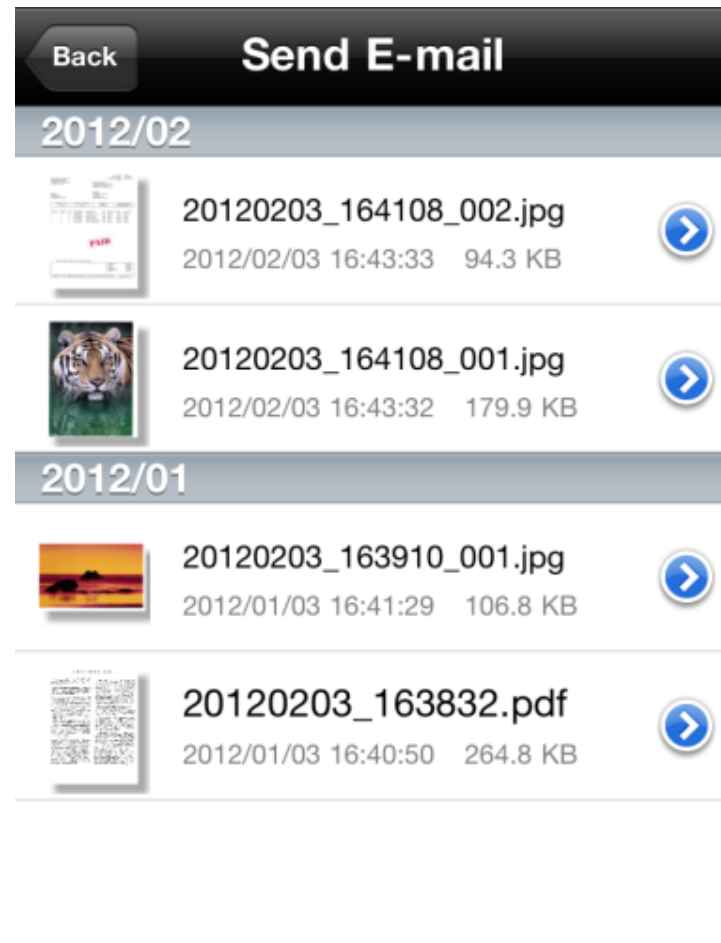 Back
Send E-mail
2012/02
20120203_164108_002.jpg
2012/02/03 16:43:33 94.3 KB
20120203_164108_001.jpg
2012/02/03 16:43:32 179.9 KB
2012/01
20120203_163910_001.jpg
2012/01/03 16:41:29 106.8 KB
20120203_163832.pdf
2012/01/03 16:40:50 264.8 KB